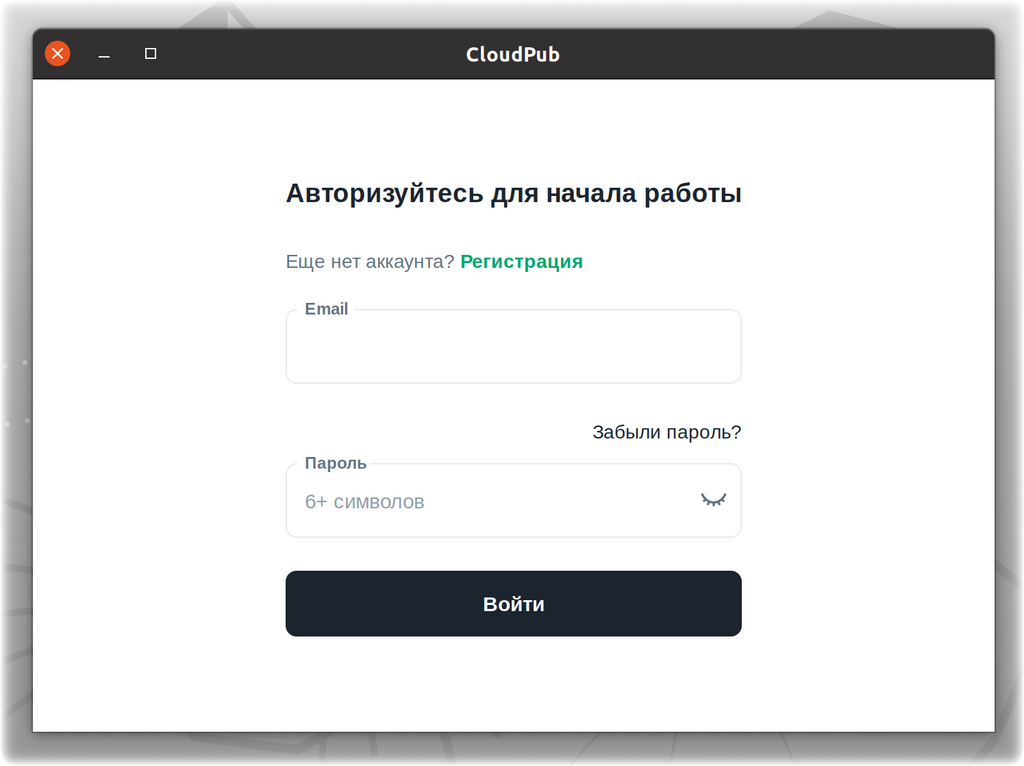 CloudPub
Авторизуйтесь для начала работы
Еще нет аккаунта? Регистрация
Email
Забыли пароль?
Пароль
6+ символов
Войти